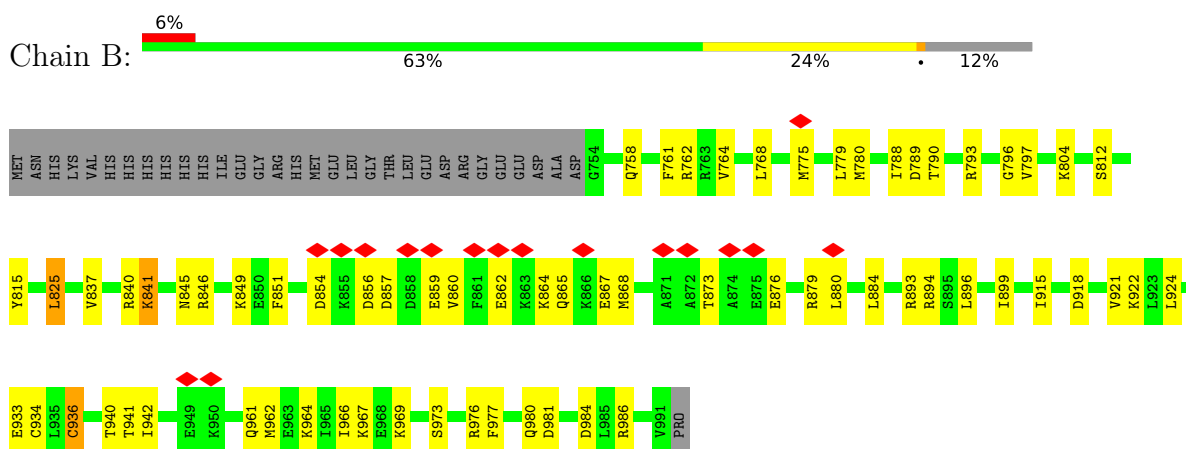 6%
Chain B:
63% 24% • 12%
MET ASN HIS LYS VAL HIS HIS HIS HIS HIS HIS ILE GLU GLY ARG HIS MET GLU LEU GLY THR LEU GLU ASP ARG GLY GLU GLU ASP ALA ASP G754 Q758 F761 R762 R763 V764 L768 M775 L779 M780 I788 D789 T790 R793 G796 V797 K804 S812
Y815 L825 V837 R840 K841 N845 R846 K849 E850 F851 D854 K855 D856 D857 D858 E859 V860 F861 E862 K863 K864 Q865 K866 E867 M868 A871 A872 T873 A874 E875 E876 R879 L880 L884 R893 R894 S895 L896 I899 I915 D918 V921 K922 L923 L924
E933 C934 L935 C936 T940 T941 I942 E949 K950 Q961 M962 E963 K964 I965 I966 K967 E968 K969 S973 R976 F977 Q980 D981 D984 L985 R986 V991 PRO